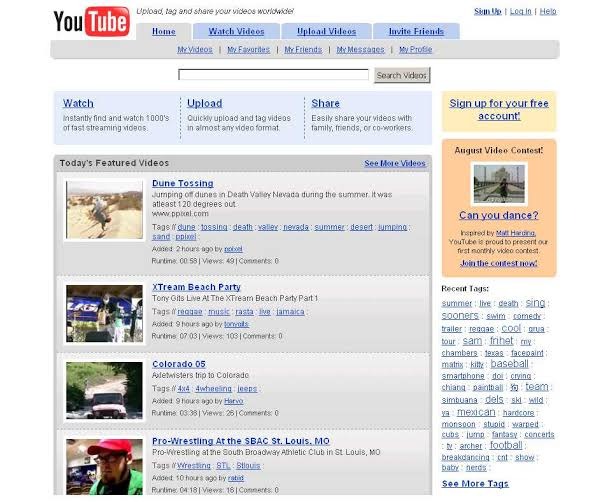 YouTube
Upload, tag and share your videos worldwide!
Sign Up | Log In | Help
Home
Watch Videos
Upload Videos
Invite Friends
My Videos | My Favorites | My Friends | My Messages | My Profile
Search Videos
Watch
Instantly find and watch 1000's
of fast streaming videos.
Upload
Quickly upload and tag videos
in almost any video format.
Share
Easily share your videos with
family, friends, or co-workers.
Sign up for your free
account!
Today's Featured Videos
See More Videos
Dune Tossing
Jumping off dunes in Death Valley Nevada during the summer. It was
atleast 120 degrees out
www.ppixel.com
Tags // dune : tossing : death : valley : nevada : summer : desert : jumping :
sand : ppixel :
Added: 2 hours ago by ppixel
Runtime: 00:58 | Views: 49 | Comments: 0
XTream Beach Party
Tony Gits Live At The XTream Beach Party Part 1
Tags // reggae : music : rasta : live : jamaica :
Added: 9 hours ago by tonygits
Runtime: 07:03 | Views: 103 | Comments: 0
Colorado 05
Axletwisters trip to Colorado
Tags // 4x4 : 4wheeling : jeeps :
Added: 9 hours ago by Harvo
Runtime: 03:36 | Views: 26 | Comments: 0
Pro-Wrestling At the SBAC St. Louis, MO
Pro-Wrestling at the South Broadway Athletic Club in St. Louis, MO
Tags // Wrestling : STL : Stlouis :
Added: 10 hours ago by rabid
Runtime: 04:18 | Views: 16 | Comments: 0
August Video Contest!
Can you dance?
Inspired by Matt Harding,
YouTube is proud to present our
first monthly video contest.
Join the contest now!
Recent Tags:
summer : live : death : sing :
sooners : swim : comedy :
trailer : reggae : cool : grua :
tour : sam : frihet : my :
chambers : texas : facepaint :
matrix : kitty : baseball :
smartphone : doi : crying :
chiang : paintball : : team :
simbuana : dels : ski : wild :
ya : mexican : hardcore :
monsoon : stupid : warped :
cubs : jump : fantasy : concerts
: tv : archer : football :
breakdancing : cnt : show :
baby : nerds :
See More Tags